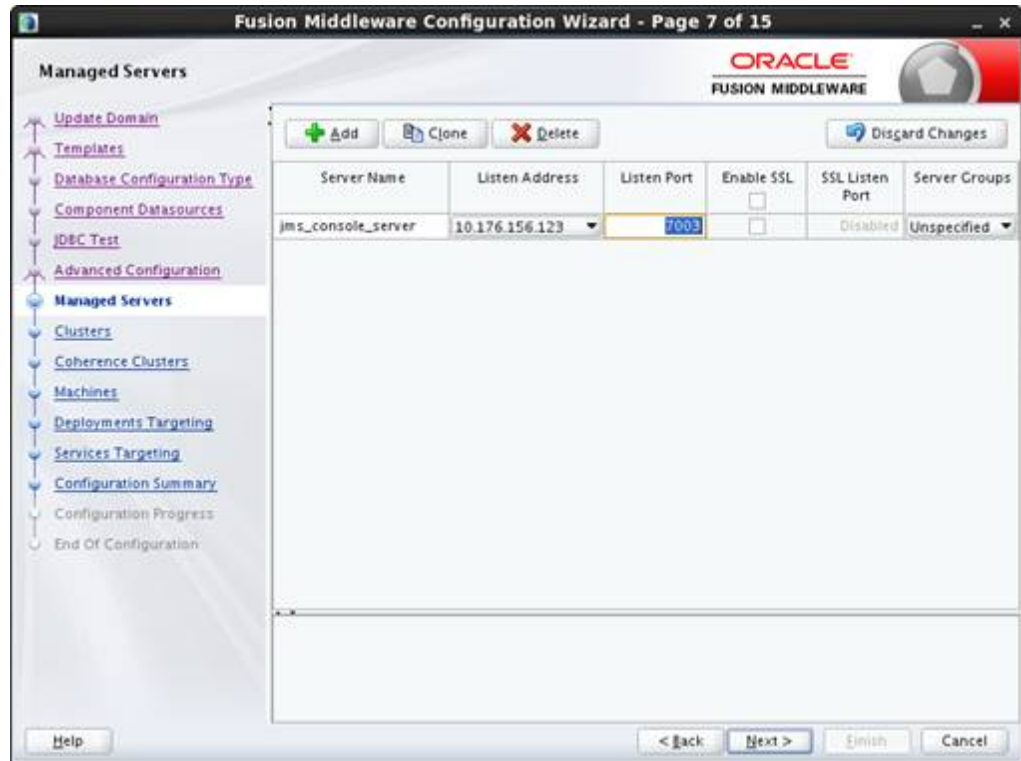 Fusion Middleware Configuration Wizard - Page 7 of 15
Managed Servers
ORACLE
FUSION MIDDLEWARE
Update Domain
Templates
Database Configuration Type
Component Datasources
JDBC Test
Advanced Configuration
Managed Servers
Clusters
Coherence Clusters
Machines
Deployments Targeting
Services Targeting
Configuration Summary
Configuration Progress
End Of Configuration
Add Clone Delete Discard Changes
Server Name Listen Address Listen Port Enable SSL SSL Listen Port Server Groups
jms_console_server 10.176.156.123 7003 Disabled Unspecified
Help < Back Next > Finish Cancel